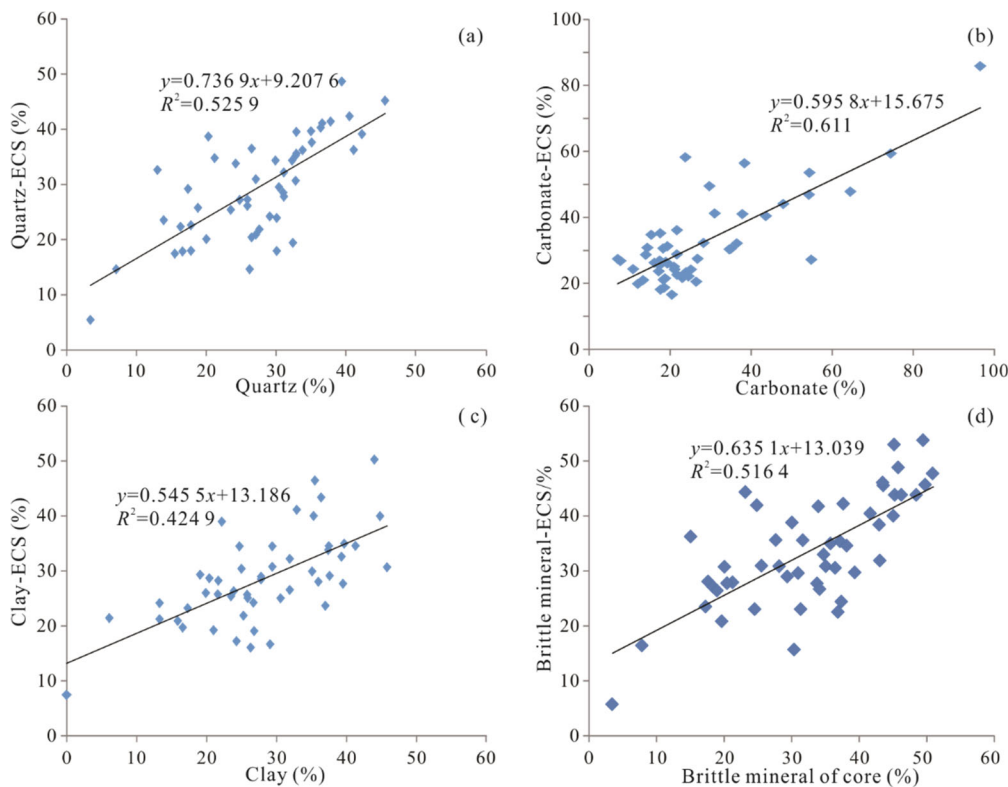 (a)
y=0.736 9x+9.207 6
R²=0.525 9
Quartz-ECS (%)
60
50
40
30
20
10
0
0 10 20 30 40 50 60
Quartz (%)
(b)
y=0.595 8x+15.675
R²=0.611
Carbonate-ECS (%)
100
80
60
40
20
0
0 20 40 60 80 100
Carbonate (%)
( c)
y=0.545 5x+13.186
R²=0.424 9
Clay-ECS (%)
60
50
40
30
20
10
0
0 10 20 30 40 50 60
Clay (%)
(d)
y=0.635 1x+13.039
R²=0.516 4
Brittle mineral-ECS/%
60
50
40
30
20
10
0
0 10 20 30 40 50 60
Brittle mineral of core (%)